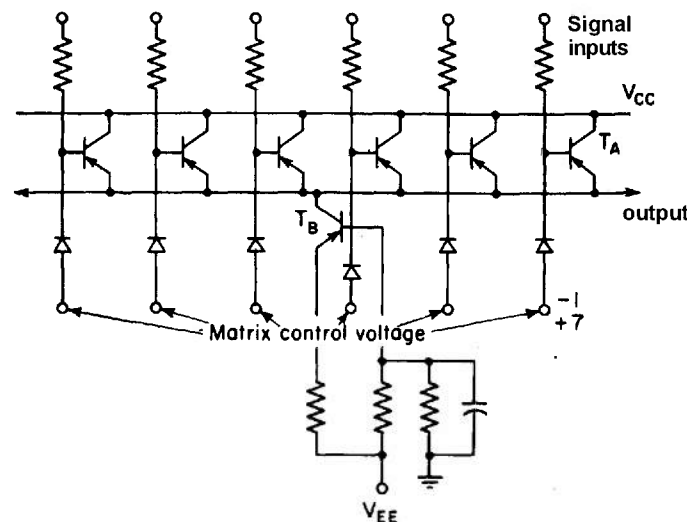 Signal
inputs
VCC
TA
output
TB
-1
+7
Matrix control voltage
VEE